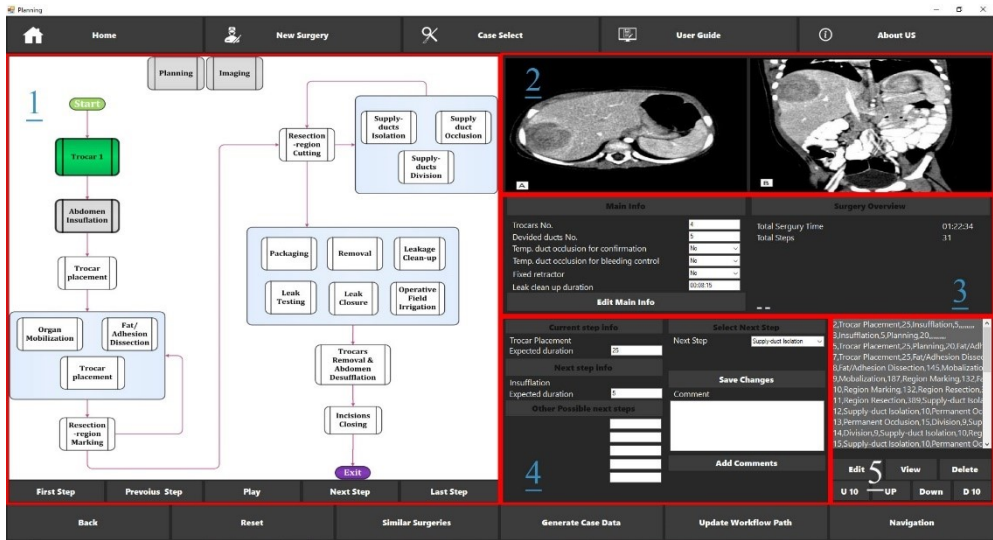 Planning
Home
New Surgery
Case Select
User Guide
About US
1
Planning
Imaging
Start
Trocar 1
Abdomen
Insuflation
Trocar
placement
Organ
Mobilization
Fat/
Adhesion
Dissection
Trocar
placement
Resection
-region
Marking
Resection
-region
Cutting
Supply-
ducts
Isolation
Supply
duct
Occlusion
Supply-
ducts
Division
Packaging
Removal
Leakage
Clean-up
Leak
Testing
Leak
Closure
Operative
Field
Irrigation
Trocars
Removal &
Abdomen
Desufflation
Incisions
Closing
Exit
First Step
Prevoius Step
Play
Next Step
Last Step
2
A
B
Main Info
Trocars No.
4
Devided ducts No.
5
Temp. duct occlusion for confirmation
No
Temp. duct occlusion for bleeding control
No
Fixed retractor
No
Leak clean up duration
00:08:15
Edit Main Info
Surgery Overview
Total Sergury Time
01:22:34
Total Steps
31
--
3
Current step info
Trocar Placement
Expected duration
25
Next step info
Insufflation
Expected duration
5
Other Possible next steps
4
Select Next Step
Next Step
Supply-duct Isolation
Save Changes
Comment
Add Comments
2,Trocar Placement,25,Insufflation,5,,,,,,,,
3,Insufflation,5,Planning,20,,,,,,,,
5,Trocar Placement,25,Planning,20,Fat/Adh
7,Trocar Placement,25,Fat/Adhesion Dissec
8,Fat/Adhesion Dissection,145,Mobalizatio
9,Mobalization,187,Region Marking,132,Fa
10,Region Marking,132,Region Resection,
11,Region Resection,389,Supply-duct Isola
12,Supply-duct Isolation,10,Permanent Oc
13,Permanent Occlusion,15,Division,9,Sup
14,Division,9,Supply-duct Isolation,10,Reg
15,Supply-duct Isolation,10,Permanent Oc
Edit
View
Delete
5
U 10
UP
Down
D 10
Back
Reset
Similar Surgeries
Generate Case Data
Update Workflow Path
Navigation